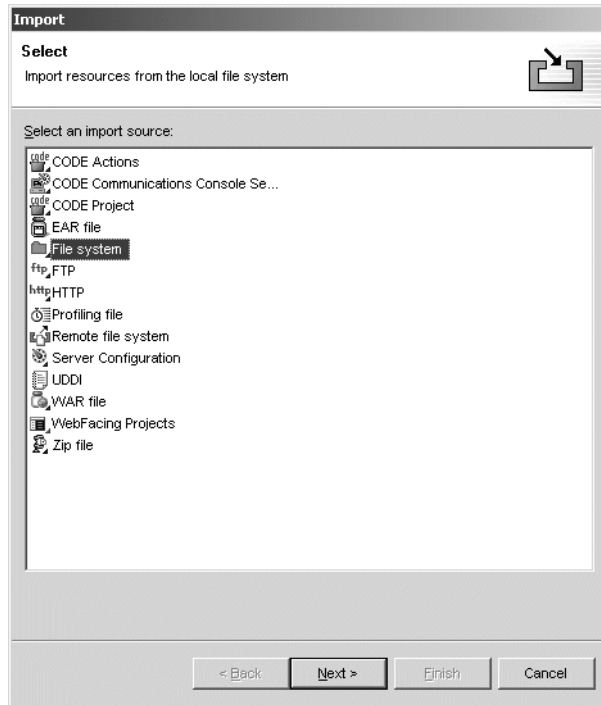 Import
Select
Import resources from the local file system
Select an import source:
CODE Actions
CODE Communications Console Se...
CODE Project
EAR file
File system
FTP
HTTP
Profiling file
Remote file system
Server Configuration
UDDI
WAR file
WebFacing Projects
Zip file
< Back Next > Finish Cancel